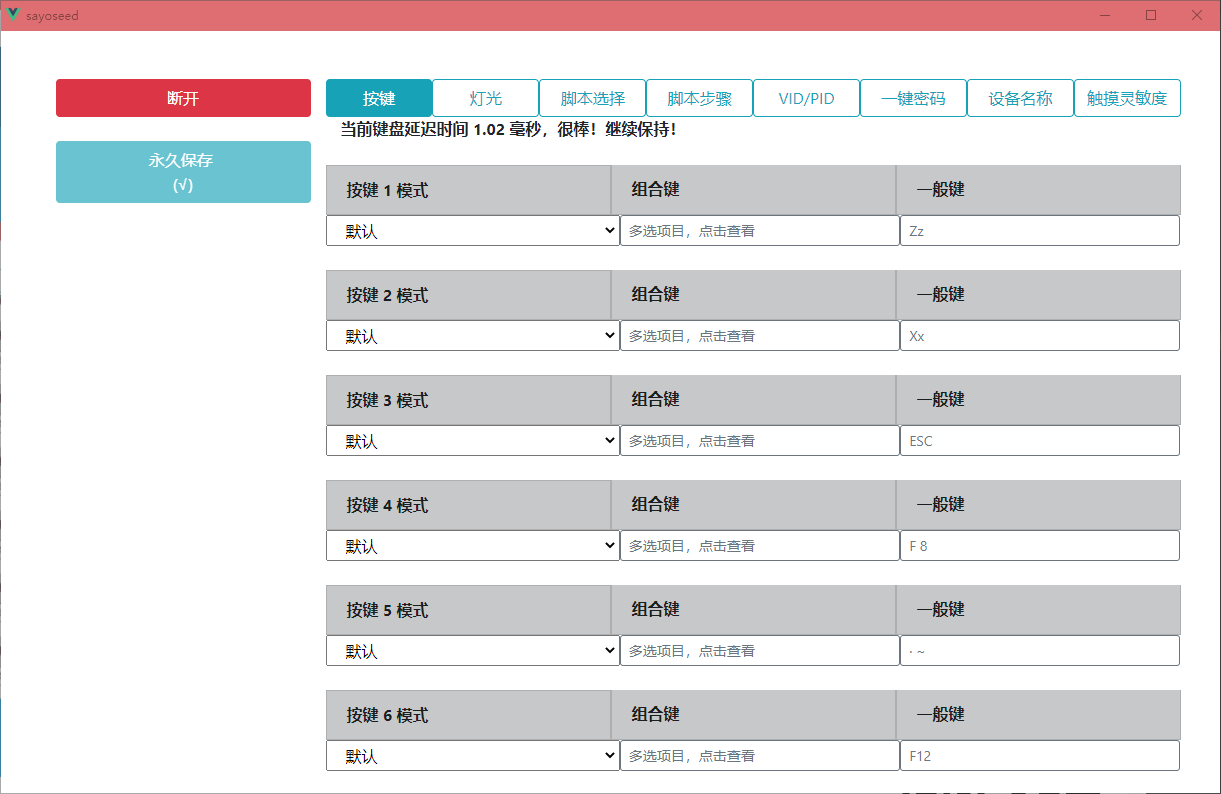 sayoseed
断开
永久保存
(√)
按键 灯光 脚本选择 脚本步骤 VID/PID 一键密码 设备名称 触摸灵敏度
当前键盘延迟时间 1.02 毫秒，很棒！继续保持！
按键 1 模式 组合键 一般键
默认 多选项目，点击查看 Zz
按键 2 模式 组合键 一般键
默认 多选项目，点击查看 Xx
按键 3 模式 组合键 一般键
默认 多选项目，点击查看 ESC
按键 4 模式 组合键 一般键
默认 多选项目，点击查看 F 8
按键 5 模式 组合键 一般键
默认 多选项目，点击查看 · ~
按键 6 模式 组合键 一般键
默认 多选项目，点击查看 F12